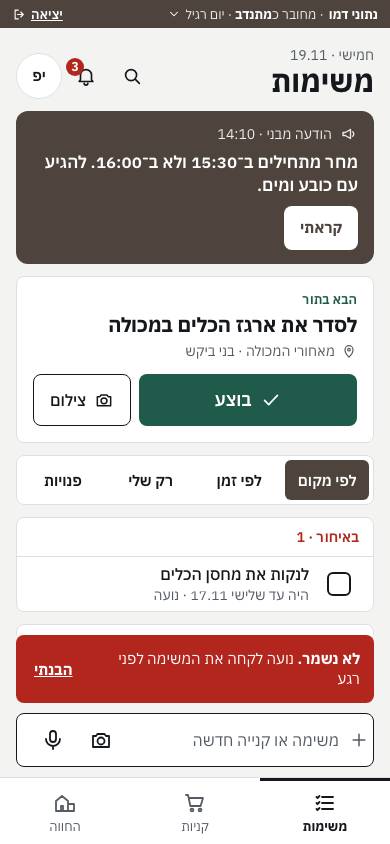 נתוני דמו · מחובר כמתנדב · יום רגיל
יציאה
חמישי · 19.11
משימות
3
יפ
הודעה מבני · 14:10
מחר מתחילים ב־15:30 ולא ב־16:00. להגיע
עם כובע ומים.
קראתי
הבא בתור
לסדר את ארגז הכלים במכולה
מאחורי המכולה · בני ביקש
בוצע
צילום
לפי מקום
לפי זמן
רק שלי
פנויות
באיחור · 1
לנקות את מחסן הכלים
היה עד שלישי 17.11 · נועה
לא נשמר. נועה לקחה את המשימה לפני
רגע
הבנתי
משימה או קנייה חדשה
משימות
קניות
החווה